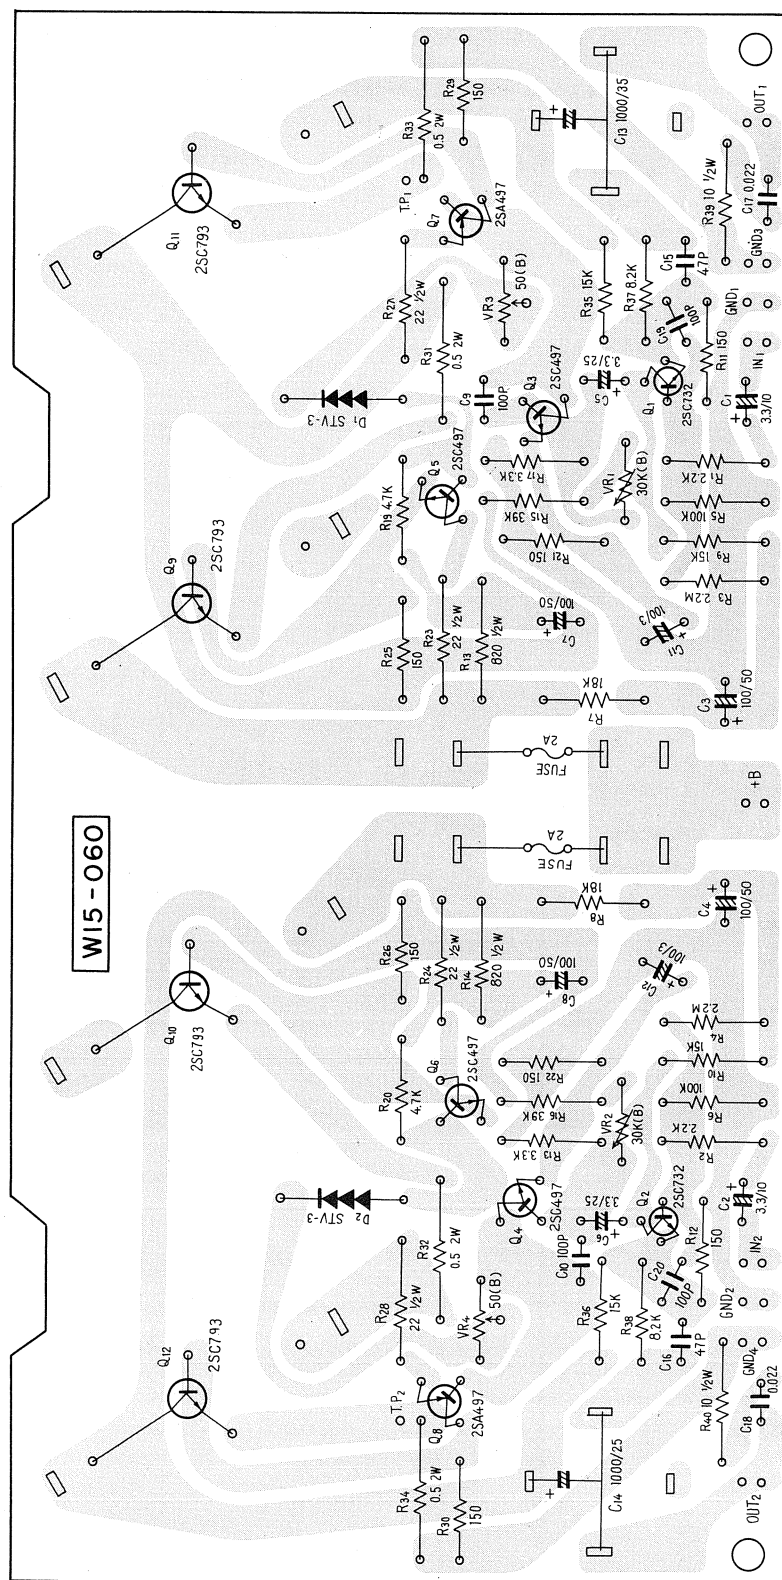 R29
150
R33
0.5 2W
C13 1000/35
OUT1
T.P1
Q7
2SA497
Q11
2SC793
R39 10 ½W
C17 0.022
GND3
C15
47P
R27
22 ½W
R31
0.5 2W
VR3
50(B)
R35 15K
R37 8.2K
C19
100P
GND1
R11 150
IN1
D1 STV-3
C9
100P
Q3
2SC497
3.3/25
C5
Q1
2SC732
C1
3.3/10
Q5
2SC497
R19 4.7K
R17 3.3K
R15 39K
R21 150
VR1
30K(B)
R1 2.2K
R5 100K
R9 15K
R3 2.2M
Q9
2SC793
R25
150
R23
22 ½W
R13
820 ½W
100/50
C7
100/3
C11
R7
18K
C3
100/50
FUSE
2A
+B
W15-060
FUSE
2A
R8
18K
C4
100/50
R26
150
R24
22 ½W
R14
820 ½W
100/50
C8
100/3
C12
Q10
2SC793
R4
2.2M
R10
15K
R6
100K
R2
2.2K
R20
4.7K
Q6
2SC497
R22 150
R16 39K
R13 3.3K
VR2
30K(B)
D2 STV-3
Q4
2SC497
3.3/25
C6
Q2
2SC732
C2
3.3/10
R32
0.5 2W
R28
22 ½W
VR4
50(B)
C10 100P
R36
15K
R38
8.2K
C20
100P
R12
150
IN2
GND2
C16
47P
GND4
Q12
2SC793
T.P2
Q8
2SA497
R40 10 ½W
C18
0.022
R34
0.5 2W
R30
150
C14 1000/25
OUT2